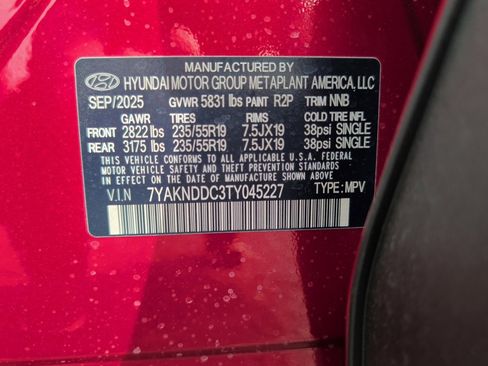 MANUFACTURED BY
HYUNDAI MOTOR GROUP METAPLANT AMERICA, LLC
SEP/2025 GVWR 5831 lbs PAINT R2P TRIM NNB
GAWR TIRES RIMS COLD TIRE INFL
FRONT 2822 lbs 235/55R19 7.5JX19 38psi SINGLE
REAR 3175 lbs 235/55R19 7.5JX19 38psi SINGLE
THIS VEHICLE CONFORMS TO ALL APPLICABLE U.S.A. FEDERAL
MOTOR VEHICLE SAFETY AND THEFT PREVENTION STANDARDS
IN EFFECT ON THE DATE OF MANUFACTURE SHOWN ABOVE.
V.I.N 7YAKNDDC3TY045227 TYPE: MPV